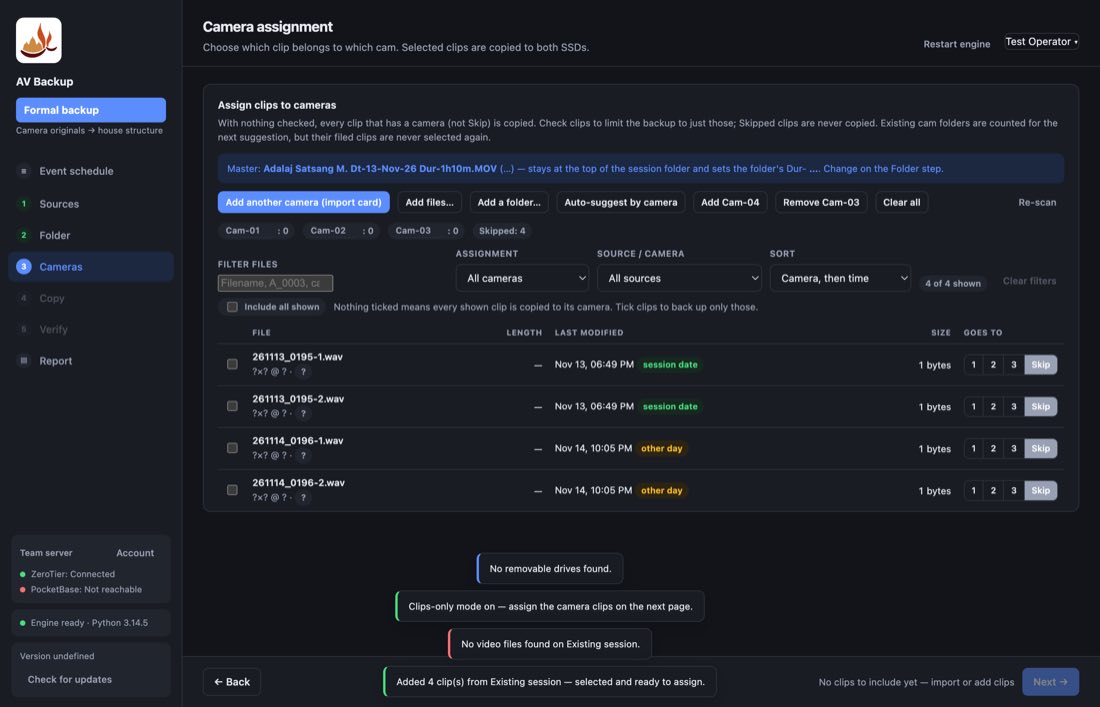 Camera assignment
Choose which clip belongs to which cam. Selected clips are copied to both SSDs.
Restart engine
Test Operator
AV Backup
Formal backup
Camera originals → house structure
Event schedule
1 Sources
2 Folder
3 Cameras
4 Copy
5 Verify
Report
Assign clips to cameras
With nothing checked, every clip that has a camera (not Skip) is copied. Check clips to limit the backup to just those; Skipped clips are never copied. Existing cam folders are counted for the
next suggestion, but their filed clips are never selected again.
Master: Adalaj Satsang M. Dt-13-Nov-26 Dur-1h10m.MOV (...) — stays at the top of the session folder and sets the folder's Dur- .... Change on the Folder step.
Add another camera (import card)
Add files...
Add a folder...
Auto-suggest by camera
Add Cam-04
Remove Cam-03
Clear all
Re-scan
Cam-01 : 0
Cam-02 : 0
Cam-03 : 0
Skipped: 4
FILTER FILES
ASSIGNMENT
SOURCE / CAMERA
SORT
Filename, A_0003, ca
All cameras
All sources
Camera, then time
4 of 4 shown
Clear filters
Include all shown
Nothing ticked means every shown clip is copied to its camera. Tick clips to back up only those.
FILE LENGTH LAST MODIFIED SIZE GOES TO
261113_0195-1.wav
?×? @ ? · ?
— Nov 13, 06:49 PM session date 1 bytes 1 2 3 Skip
261113_0195-2.wav
?×? @ ? · ?
— Nov 13, 06:49 PM session date 1 bytes 1 2 3 Skip
261114_0196-1.wav
?×? @ ? · ?
— Nov 14, 10:05 PM other day 1 bytes 1 2 3 Skip
261114_0196-2.wav
?×? @ ? · ?
— Nov 14, 10:05 PM other day 1 bytes 1 2 3 Skip
Team server
Account
ZeroTier: Connected
PocketBase: Not reachable
Engine ready · Python 3.14.5
Version undefined
Check for updates
No removable drives found.
Clips-only mode on — assign the camera clips on the next page.
No video files found on Existing session.
Added 4 clip(s) from Existing session — selected and ready to assign.
← Back
No clips to include yet — import or add clips
Next →